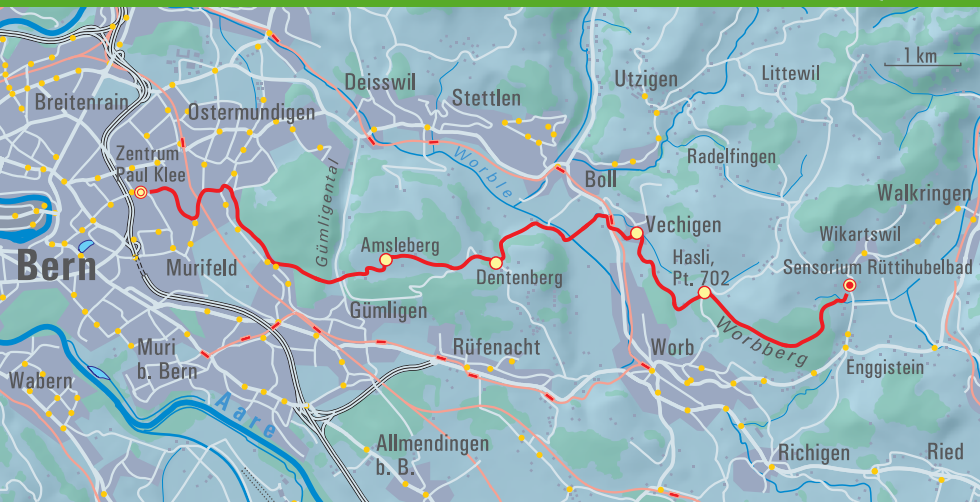 1 km
Deisswil
Utzigen
Littewil
Breitenrain
Stettlen
Ostermundigen
Zentrum
Paul Klee
Worble
Radelfingen
Boll
Walkringen
Gümligental
Vechigen
Amsleberg
Wikartswil
Bern
Murifeld
Dentenberg
Hasli,
Pt. 702
Sensorium Rüttihubelbad
Gümligen
Worbberg
Muri
b. Bern
Rüfenacht
Worb
Enggistein
Wabern
Aare
Allmendingen
b. B.
Richigen
Ried